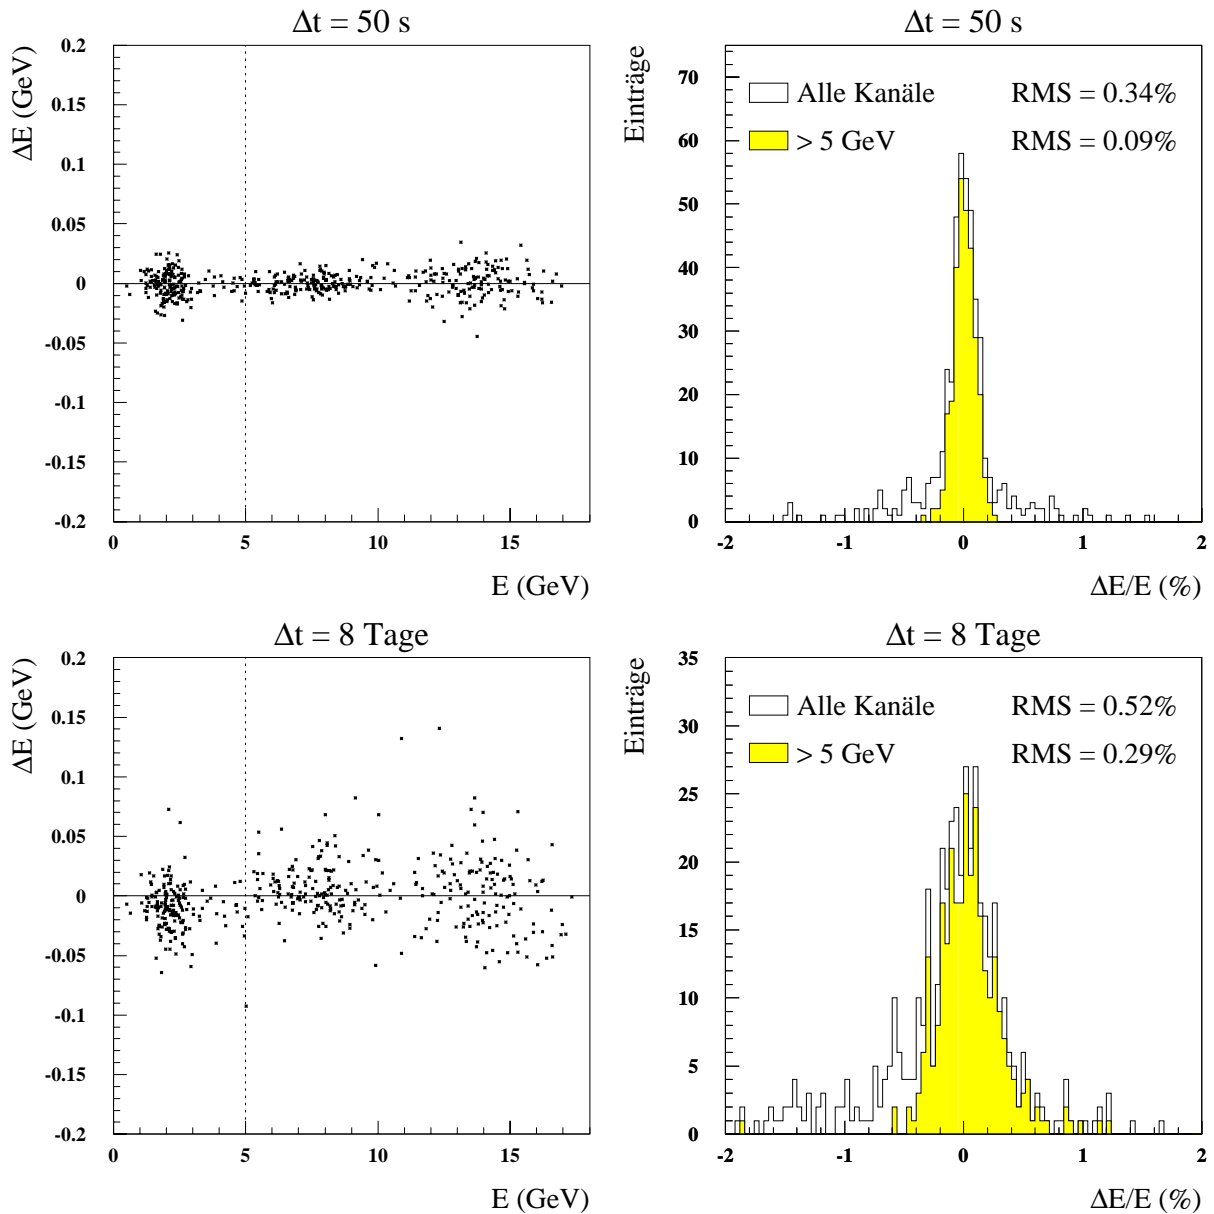 Δt = 50 s
ΔE (GeV)
0.2
0.15
0.1
0.05
0
-0.05
-0.1
-0.15
-0.2
0 5 10 15
E (GeV)
Δt = 50 s
Einträge
70
60
50
40
30
20
10
0
Alle Kanäle RMS = 0.34%
> 5 GeV RMS = 0.09%
-2 -1 0 1 2
ΔE/E (%)
Δt = 8 Tage
ΔE (GeV)
0.2
0.15
0.1
0.05
0
-0.05
-0.1
-0.15
-0.2
0 5 10 15
E (GeV)
Δt = 8 Tage
Einträge
35
30
25
20
15
10
5
0
Alle Kanäle RMS = 0.52%
> 5 GeV RMS = 0.29%
-2 -1 0 1 2
ΔE/E (%)